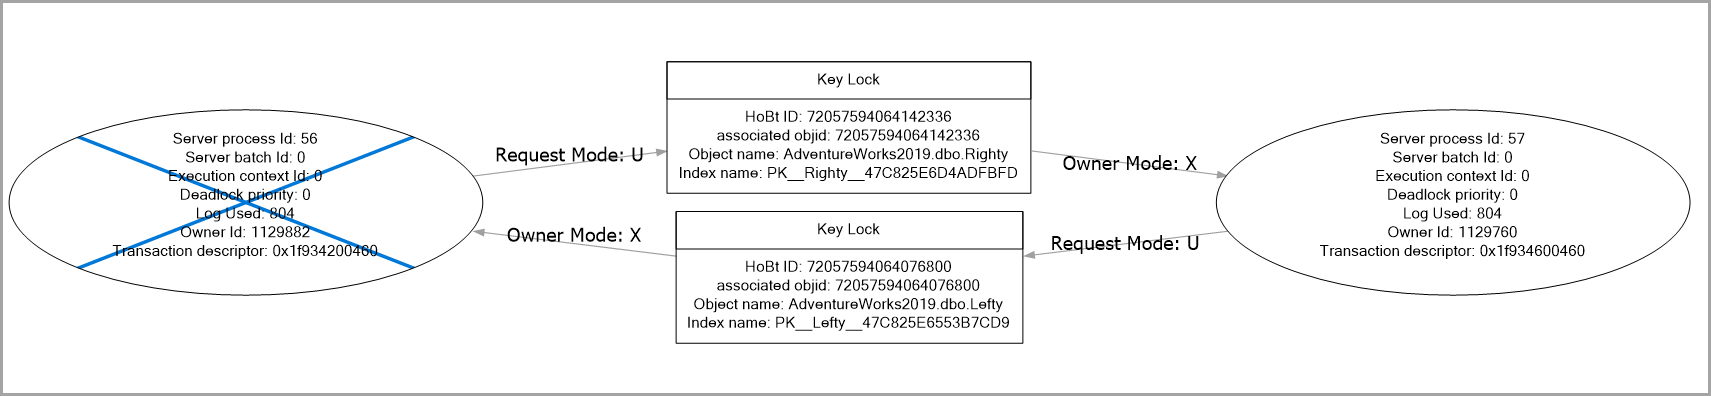 Server process Id: 56
Server batch Id: 0
Execution context Id: 0
Deadlock priority: 0
Log Used: 804
Owner Id: 1129882
Transaction descriptor: 0x1f934200460
Request Mode: U
Owner Mode: X
Key Lock
HoBt ID: 72057594064142336
associated objid: 72057594064142336
Object name: AdventureWorks2019.dbo.Righty
Index name: PK__Righty__47C825E6D4ADFBFD
Key Lock
HoBt ID: 72057594064076800
associated objid: 72057594064076800
Object name: AdventureWorks2019.dbo.Lefty
Index name: PK__Lefty__47C825E6553B7CD9
Owner Mode: X
Request Mode: U
Server process Id: 57
Server batch Id: 0
Execution context Id: 0
Deadlock priority: 0
Log Used: 804
Owner Id: 1129760
Transaction descriptor: 0x1f934600460